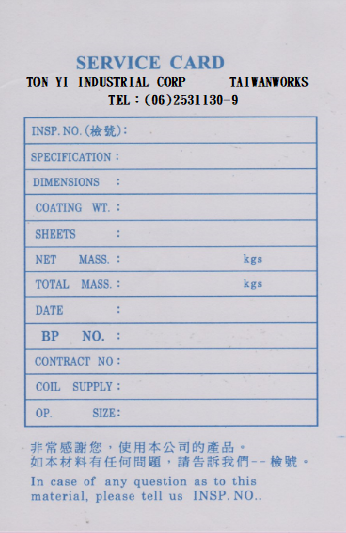 SERVICE CARD
TON YI INDUSTRIAL CORP TAIWANWORKS
TEL：(06)2531130-9
INSP. NO. (檢號):
SPECIFICATION :
DIMENSIONS :
COATING WT. :
SHEETS :
NET MASS. : kgs
TOTAL MASS. : kgs
DATE :
BP NO. :
CONTRACT NO:
COIL SUPPLY:
OP. SIZE:
非常感謝您，使用本公司的產品。
如本材料有任何問題，請告訴我們--檢號。
In case of any question as to this
material, please tell us INSP. NO..